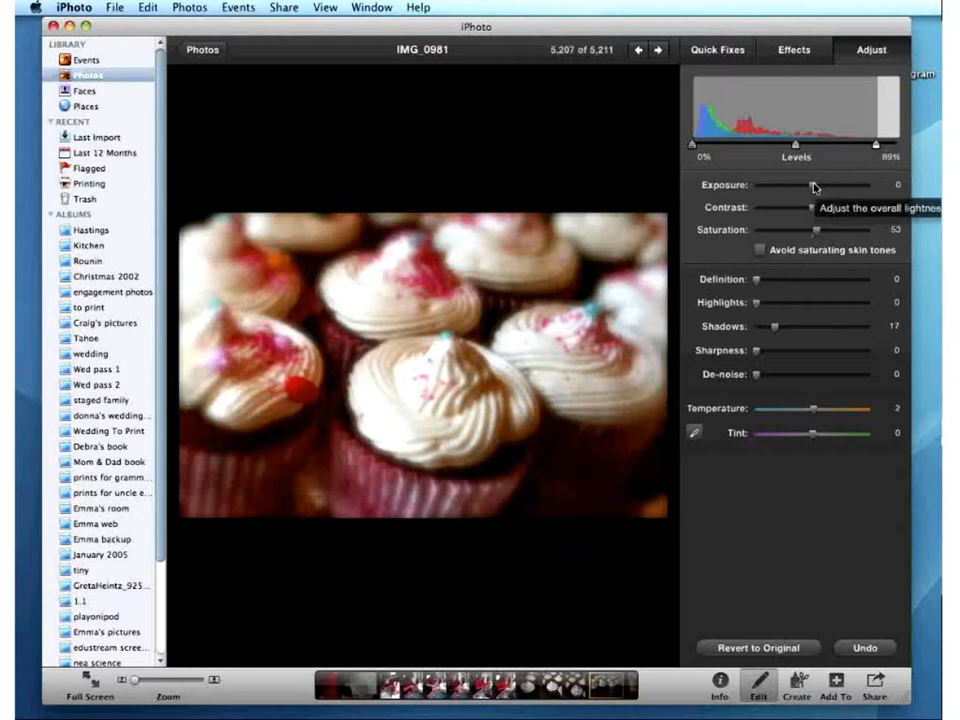 iPhoto File Edit Photos Events Share View Window Help
iPhoto
LIBRARY
Events
Photos
Faces
Places
RECENT
Last Import
Last 12 Months
Flagged
Printing
Trash
ALBUMS
Hastings
Kitchen
Rounin
Christmas 2002
engagement photos
to print
Craig's pictures
Tahoe
wedding
Wed pass 1
Wed pass 2
staged family
donna's wedding...
Wedding To Print
Debra's book
Mom & Dad book
prints for gramm...
prints for uncle e...
Emma's room
Emma web
Emma backup
January 2005
tiny
GretaHeintz_925...
1.1
playonipod
Emma's pictures
edustream scree...
nea science
Photos IMG_0981 5,207 of 5,211
Quick Fixes Effects Adjust
gram
0% Levels 89%
Exposure: 0
Adjust the overall lightnes
Contrast:
Saturation: 53
Avoid saturating skin tones
Definition: 0
Highlights: 0
Shadows: 17
Sharpness: 0
De-noise: 0
Temperature: 2
Tint: 0
Revert to Original Undo
Full Screen Zoom Info Edit Create Add To Share